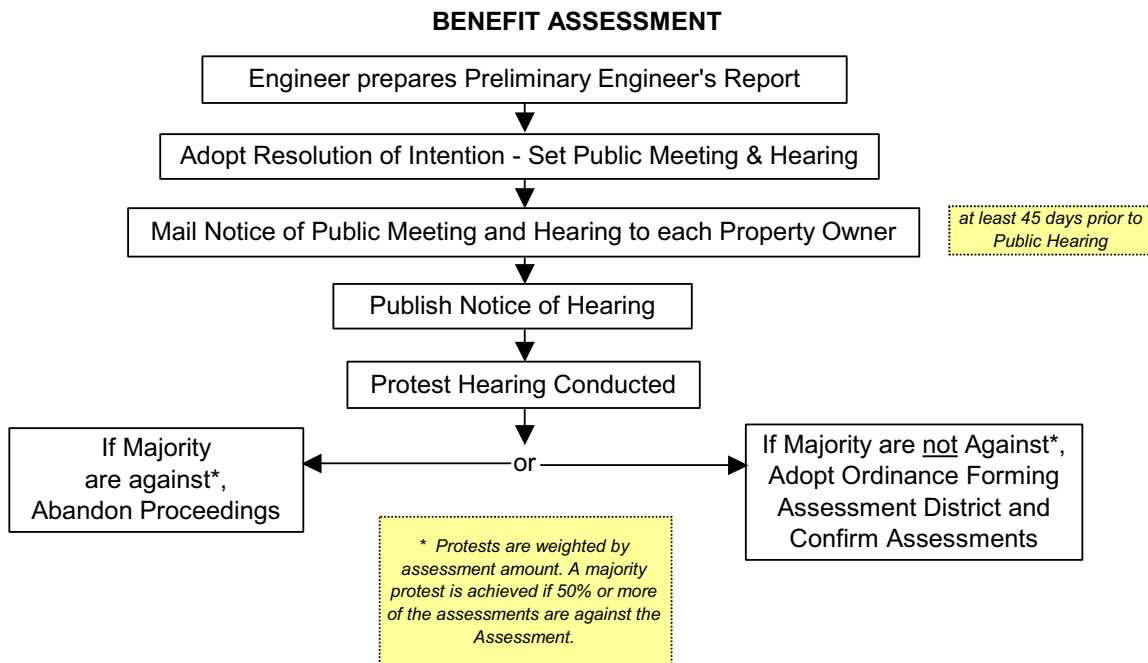 BENEFIT ASSESSMENT
Engineer prepares Preliminary Engineer's Report
Adopt Resolution of Intention - Set Public Meeting & Hearing
Mail Notice of Public Meeting and Hearing to each Property Owner
at least 45 days prior to
Public Hearing
Publish Notice of Hearing
Protest Hearing Conducted
If Majority
are against*,
Abandon Proceedings
or
If Majority are not Against*,
Adopt Ordinance Forming
Assessment District and
Confirm Assessments
* Protests are weighted by
assessment amount. A majority
protest is achieved if 50% or more
of the assessments are against the
Assessment.